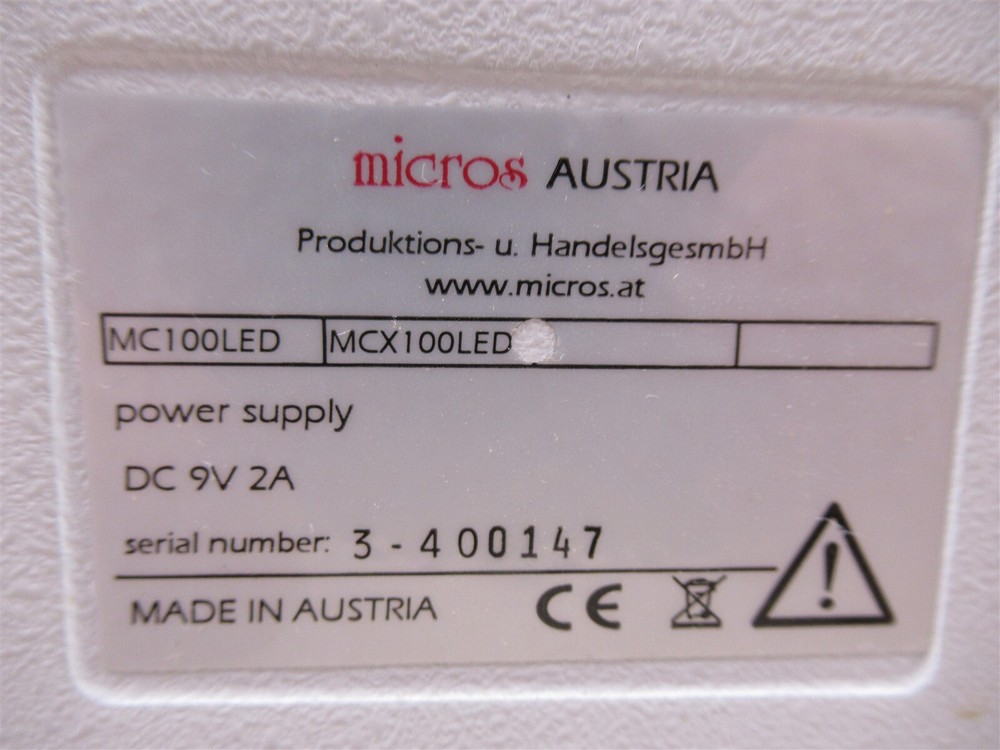 micros AUSTRIA
Produktions- u. HandelsgesmbH
www.micros.at
MC100LED MCX100LED
power supply
DC 9V 2A
serial number: 3-400147
MADE IN AUSTRIA CE